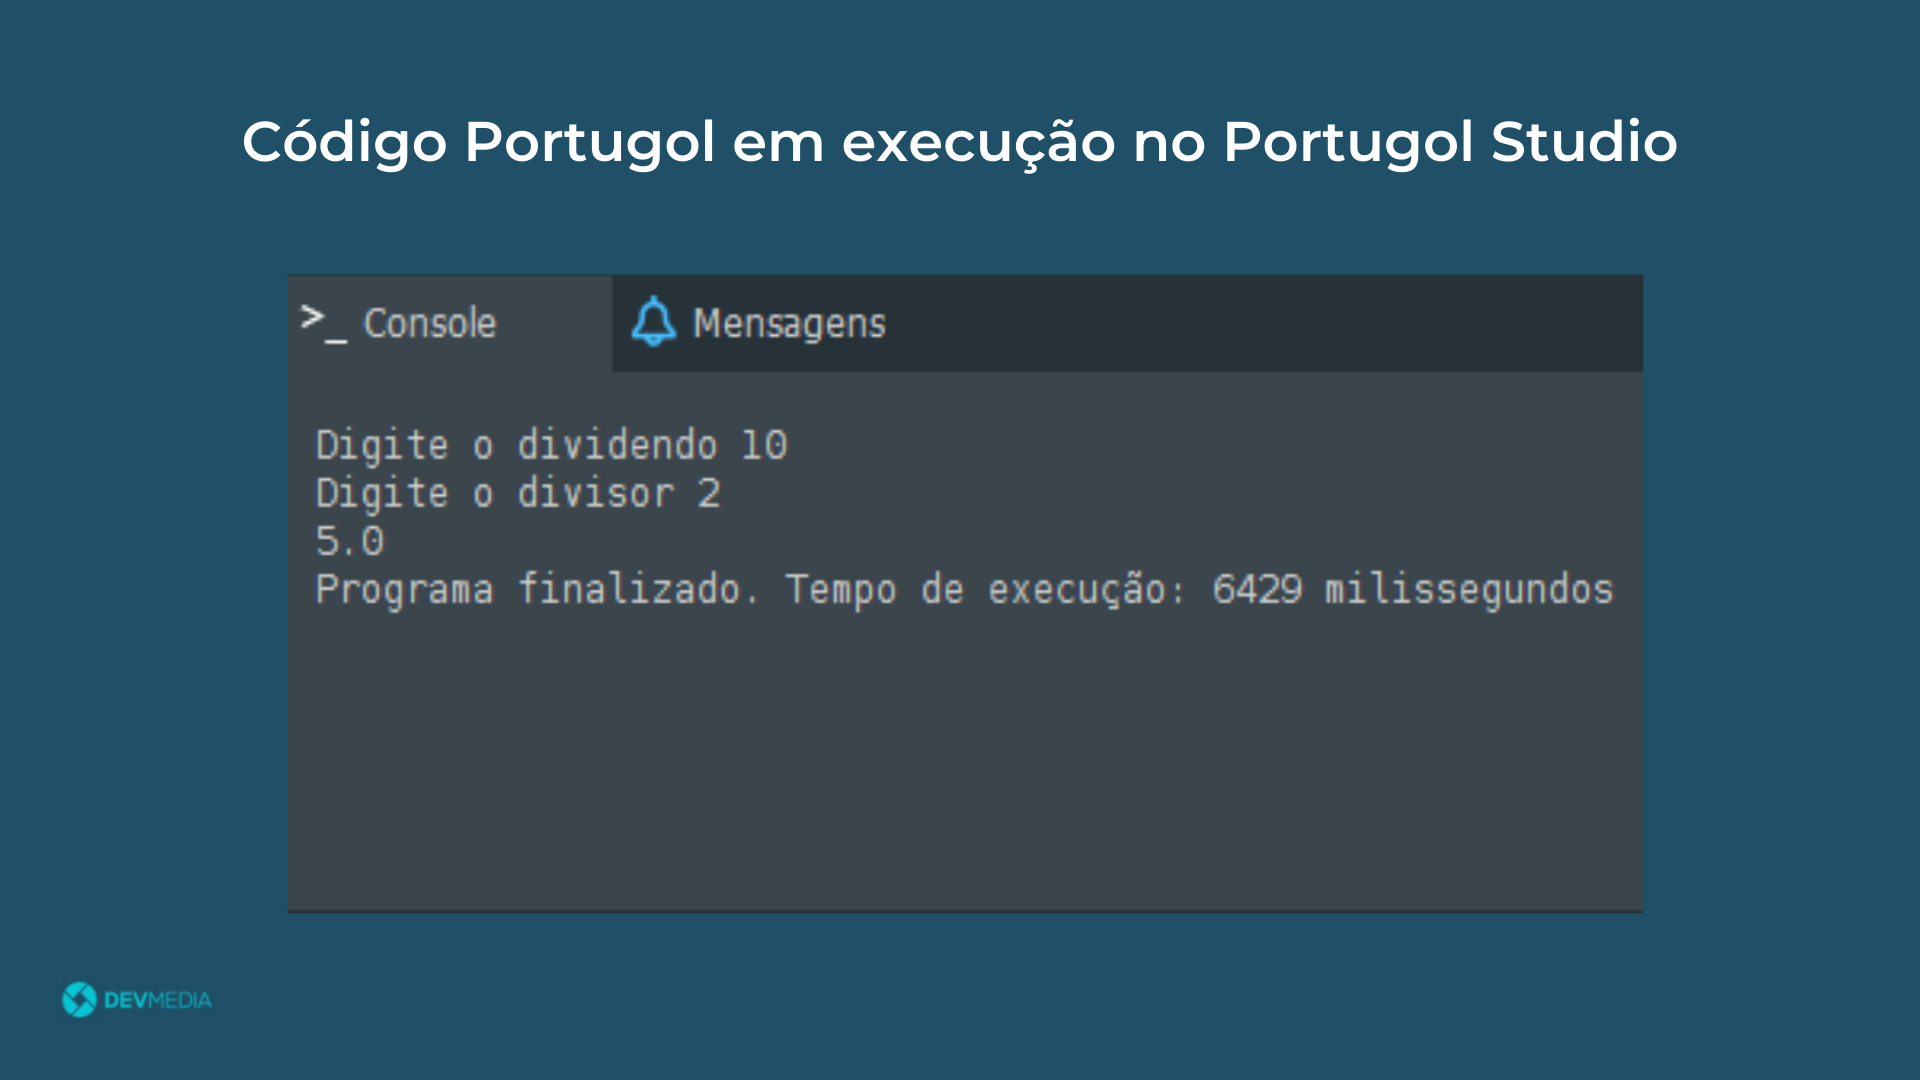 Código Portugol em execução no Portugol Studio
>_ Console
Mensagens
Digite o dividendo 10
Digite o divisor 2
5.0
Programa finalizado. Tempo de execução: 6429 milissegundos
DEVMEDIA